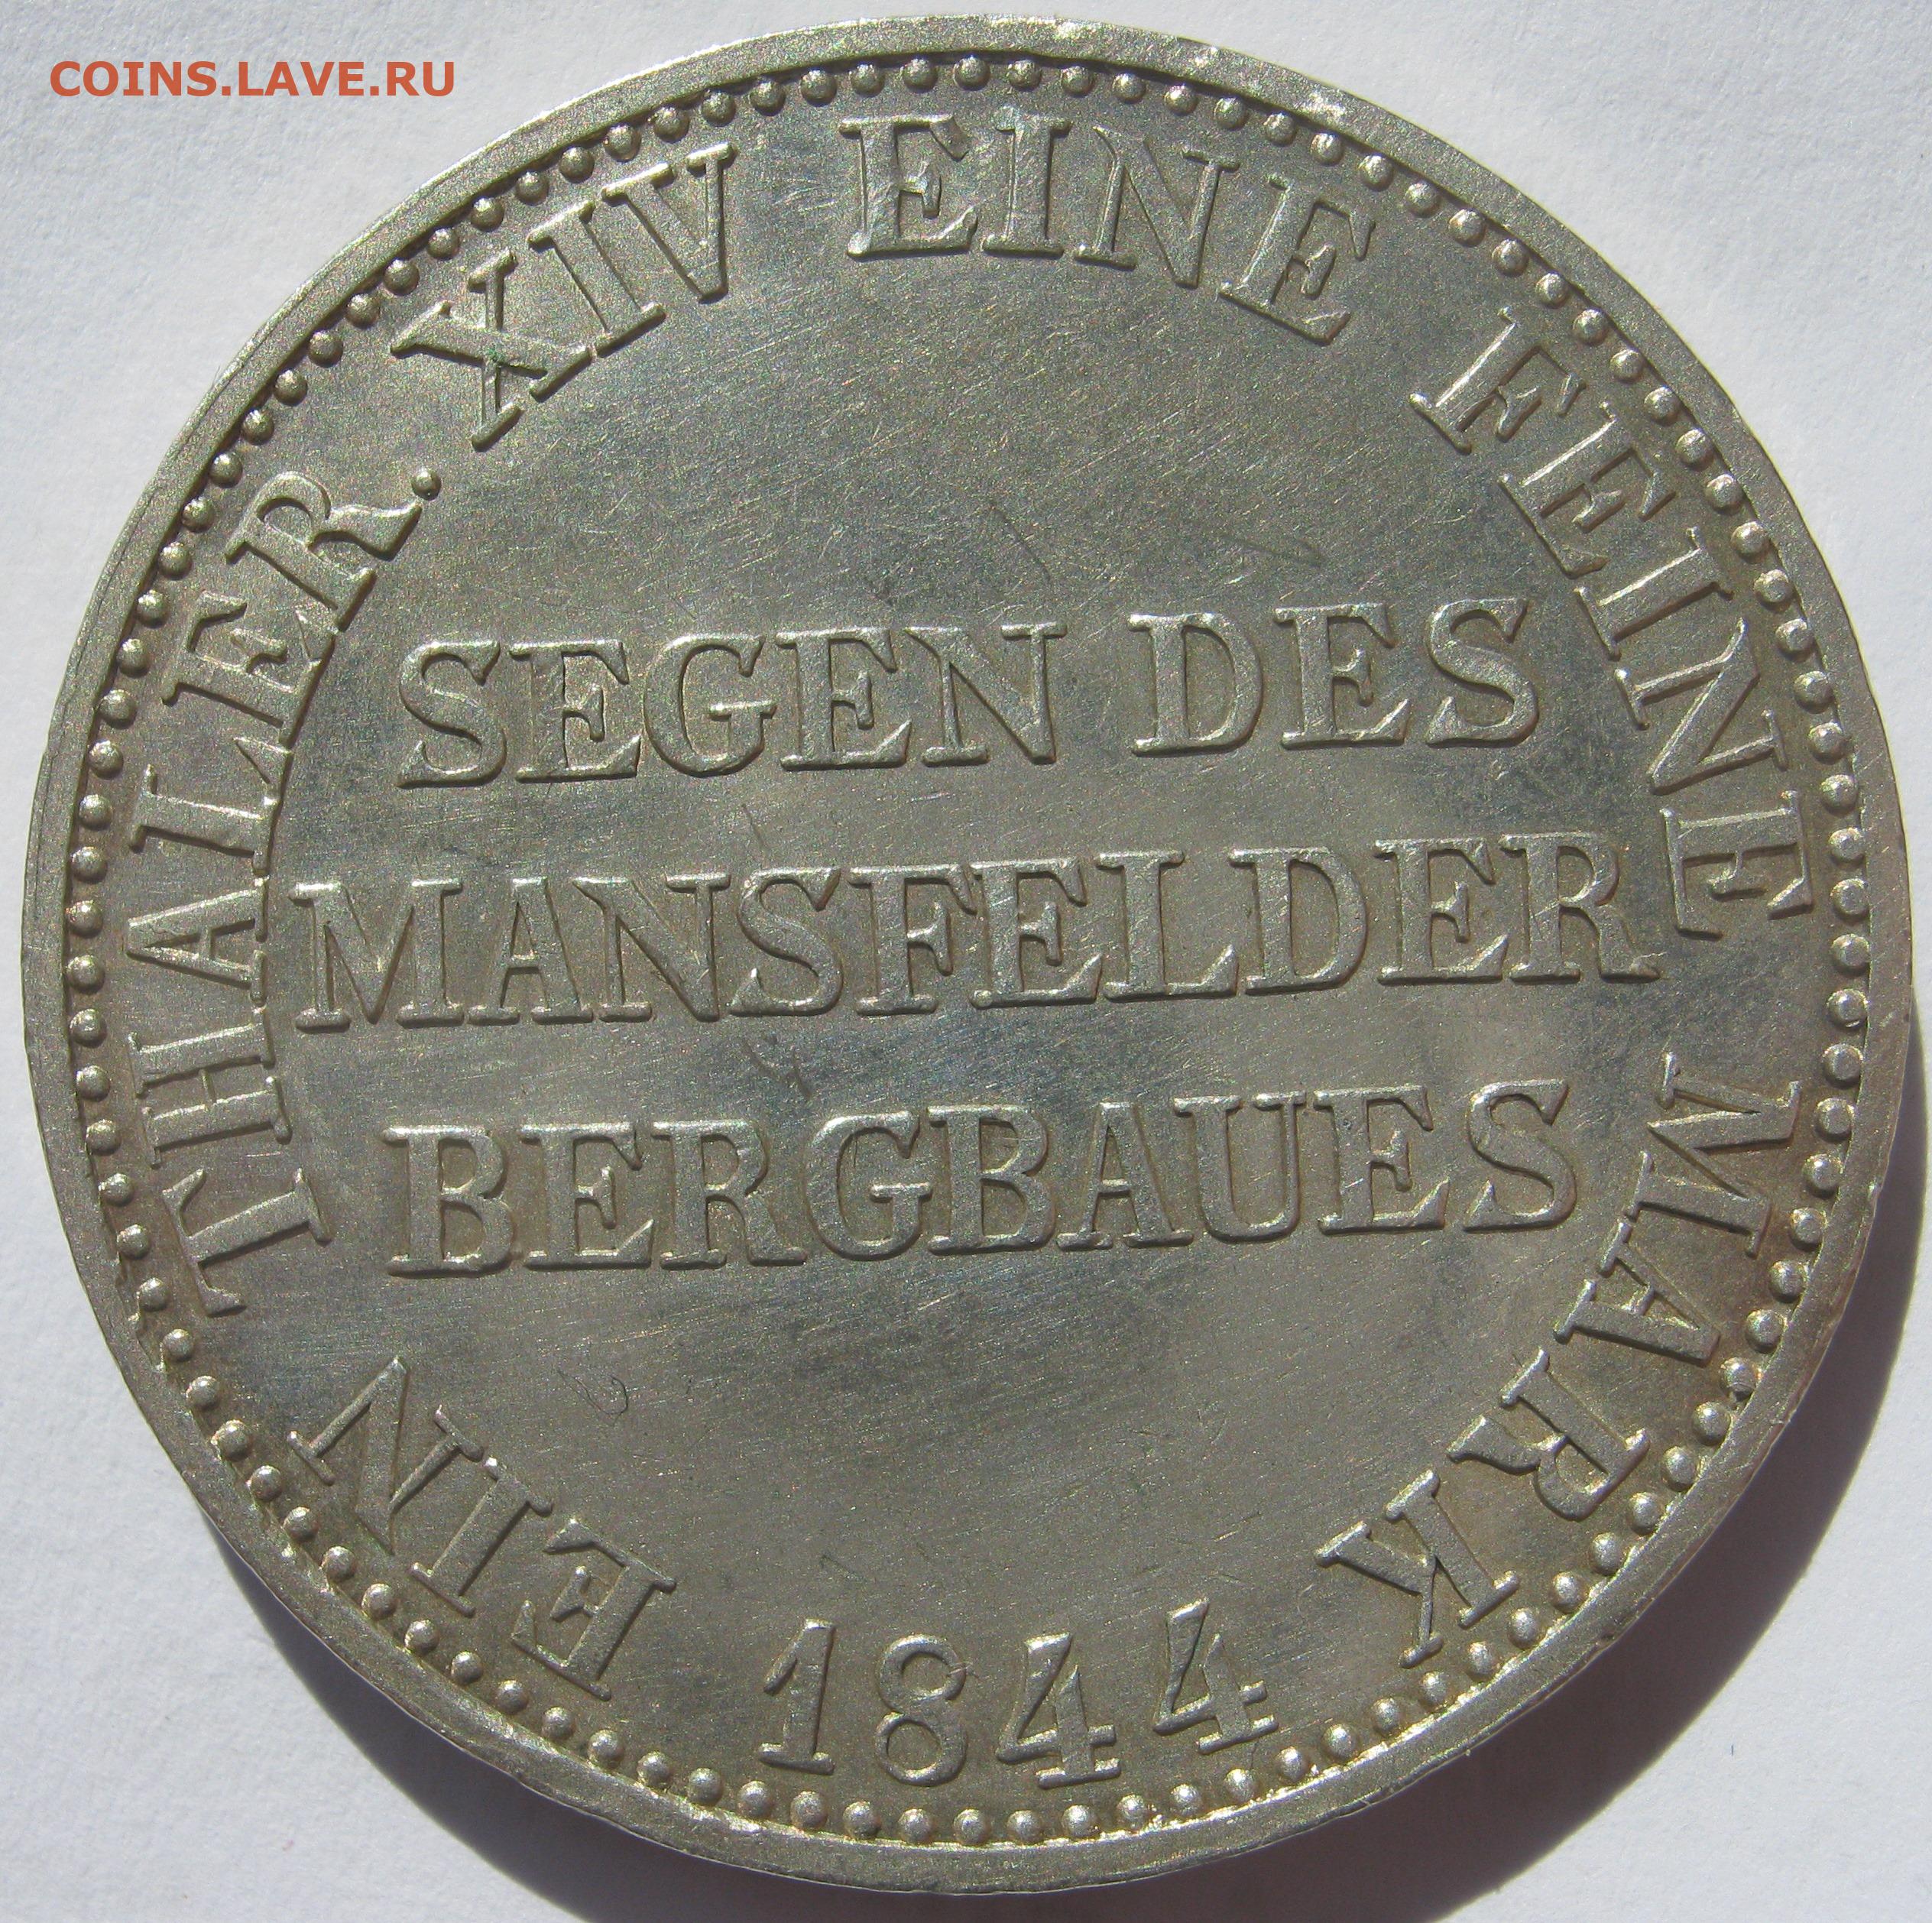 COINS.LAVE.RU
EIN THALER. XIV EINE FEINE MARK
SEGEN DES
MANSFELDER
BERGBAUES
1844